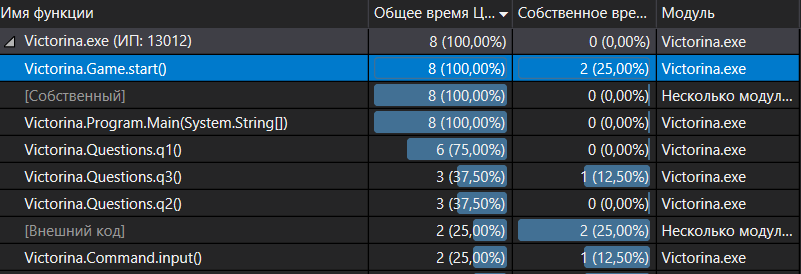 Имя функции Общее время Ц... Собственное вре... Модуль
Victorina.exe (ИП: 13012) 8 (100,00%) 0 (0,00%) Victorina.exe
Victorina.Game.start() 8 (100,00%) 2 (25,00%) Victorina.exe
[Собственный] 8 (100,00%) 0 (0,00%) Несколько модул...
Victorina.Program.Main(System.String[]) 8 (100,00%) 0 (0,00%) Victorina.exe
Victorina.Questions.q1() 6 (75,00%) 0 (0,00%) Victorina.exe
Victorina.Questions.q3() 3 (37,50%) 1 (12,50%) Victorina.exe
Victorina.Questions.q2() 3 (37,50%) 0 (0,00%) Victorina.exe
[Внешний код] 2 (25,00%) 2 (25,00%) Несколько модул...
Victorina.Command.input() 2 (25,00%) 1 (12,50%) Victorina.exe